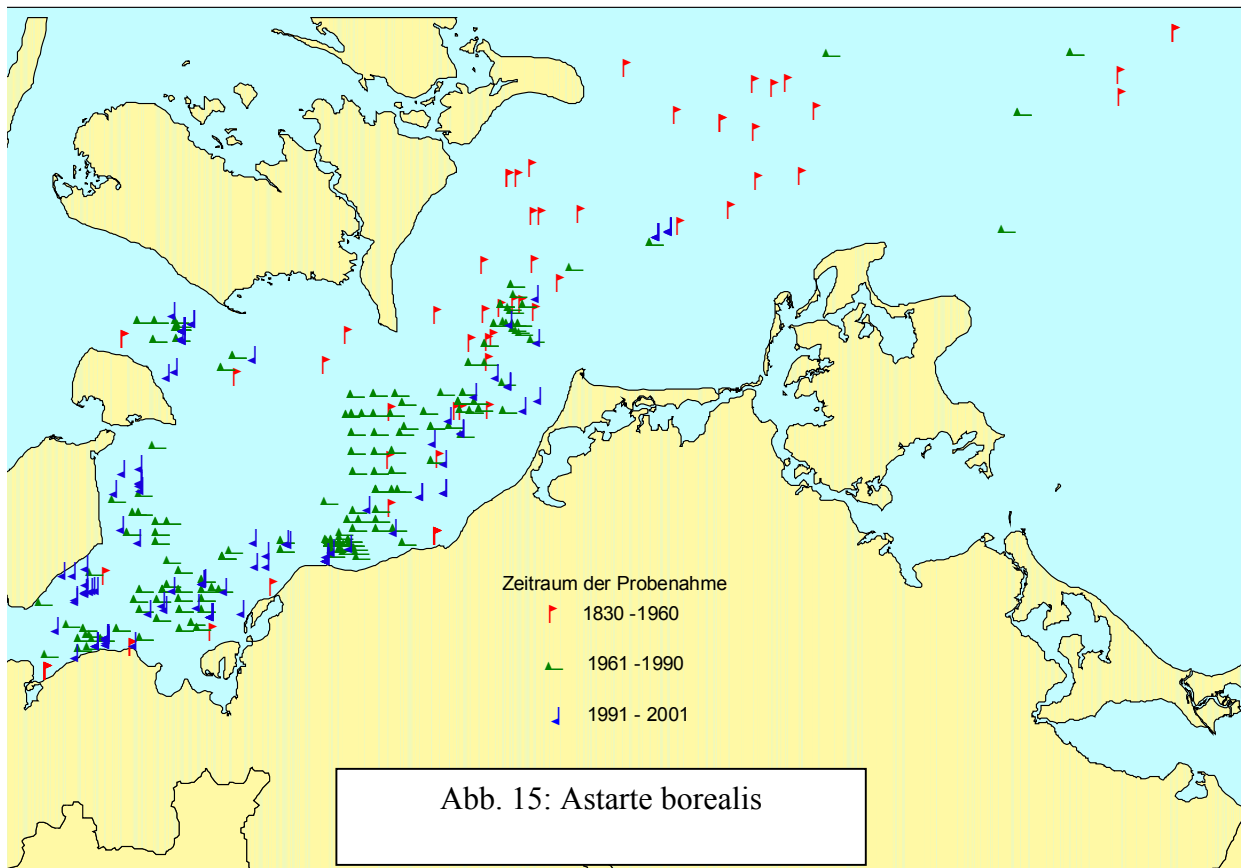 Zeitraum der Probenahme
1830 -1960
1961 -1990
1991 - 2001
Abb. 15: Astarte borealis